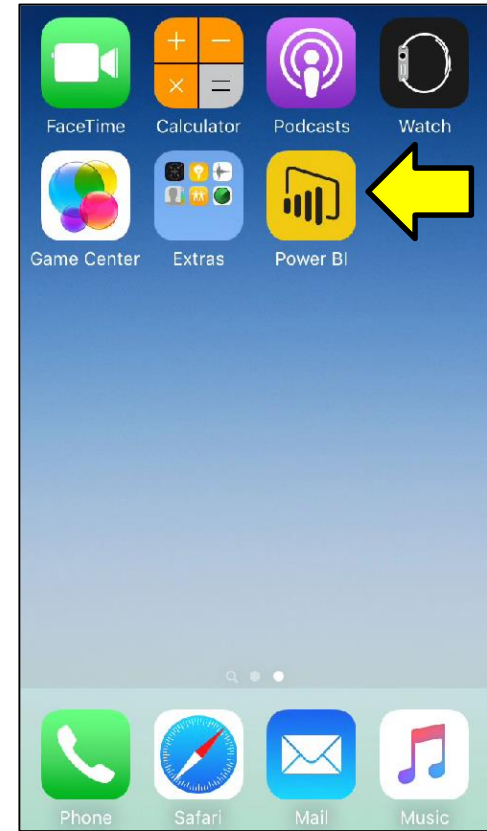 FaceTime Calculator Podcasts Watch
Game Center Extras Power BI
Phone Safari Mail Music